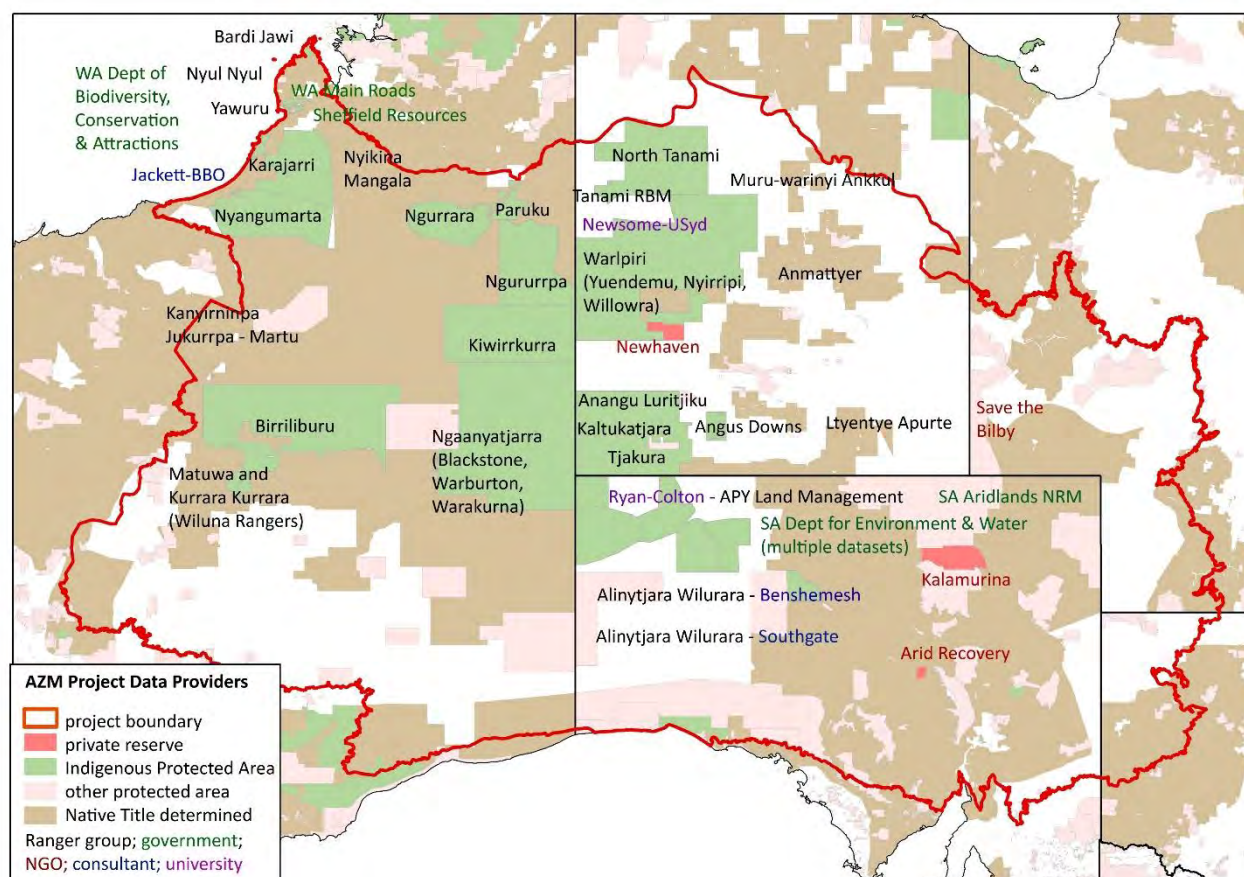 Bardi Jawi
WA Dept of
Biodiversity,
Conservation
& Attractions
Nyul Nyul
Yawuru
WA Main Roads
Sheffield Resources
Jackett-BBO
Karajarri
Nyikina
Mangala
Nyangumarta
Ngurrara
Paruku
Ngururrpa
Kanyirninpa
Jukurrpa - Martu
Kiwirrkurra
Birriliburu
Ngaanyatjarra
(Blackstone,
Warburton,
Warakurna)
Matuwa and
Kurrara Kurrara
(Wiluna Rangers)
North Tanami
Tanami RBM
Muru-warinyi Ankkul
Newsome-USyd
Warlpiri
(Yuendemu, Nyirripi,
Willowra)
Anmattyer
Newhaven
Anangu Luritjiku
Kaltukatjara
Tjakura
Angus Downs
Ltyentye Apurte
Save the
Bilby
Ryan-Colton - APY Land Management
SA Aridlands NRM
SA Dept for Environment & Water
(multiple datasets)
Kalamurina
Alinytjara Wilurara - Benshemesh
Alinytjara Wilurara - Southgate
Arid Recovery
AZM Project Data Providers
project boundary
private reserve
Indigenous Protected Area
other protected area
Native Title determined
Ranger group; government;
NGO; consultant; university